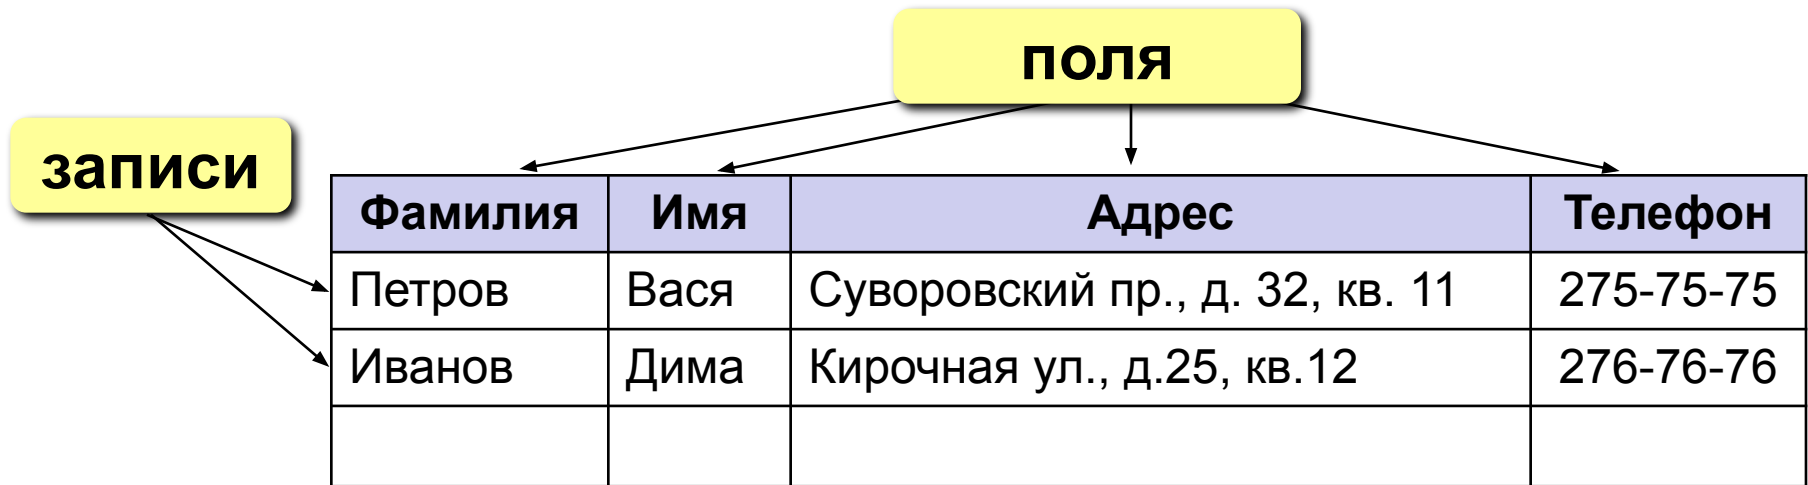 поля
записи
Фамилия Имя Адрес Телефон
Петров Вася Суворовский пр., д. 32, кв. 11 275-75-75
Иванов Дима Кирочная ул., д.25, кв.12 276-76-76